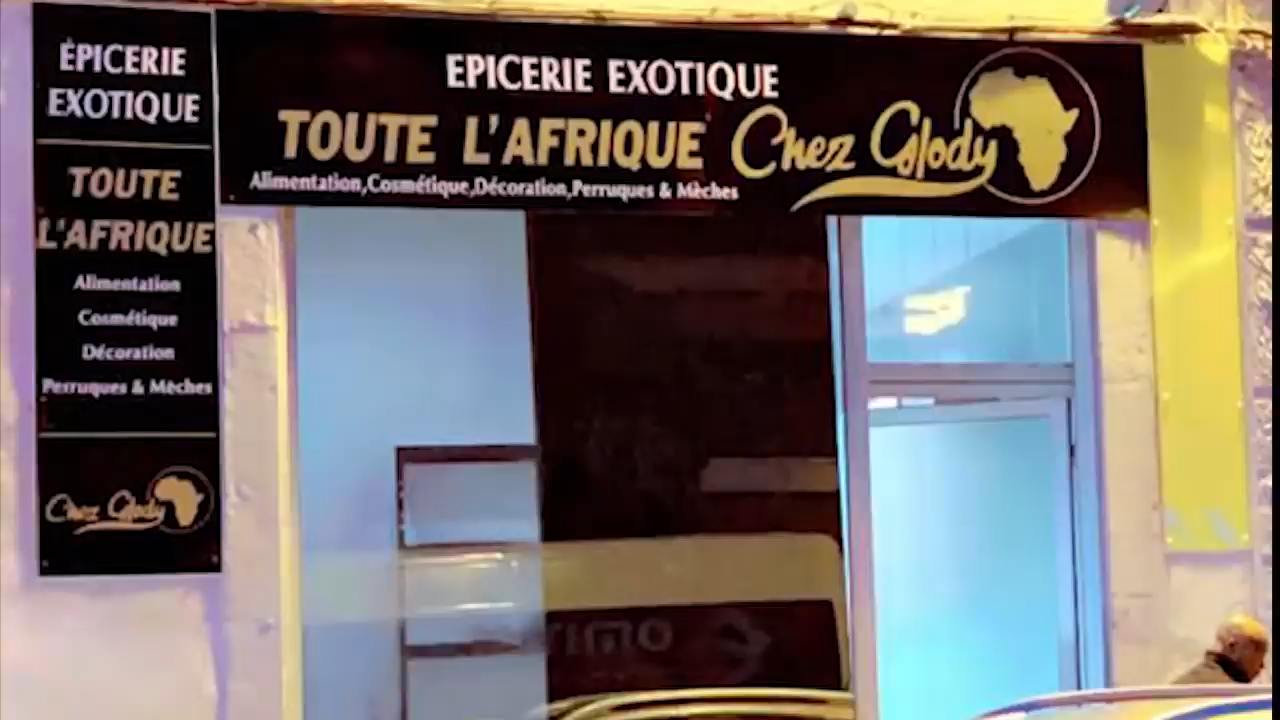 ÉPICERIE
EXOTIQUE
TOUTE
L'AFRIQUE
Alimentation
Cosmétique
Décoration
Perruques & Mèches
Chez Glody
EPICERIE EXOTIQUE
TOUTE L'AFRIQUE Chez Glody
Alimentation,Cosmétique,Décoration,Perruques & Mèches